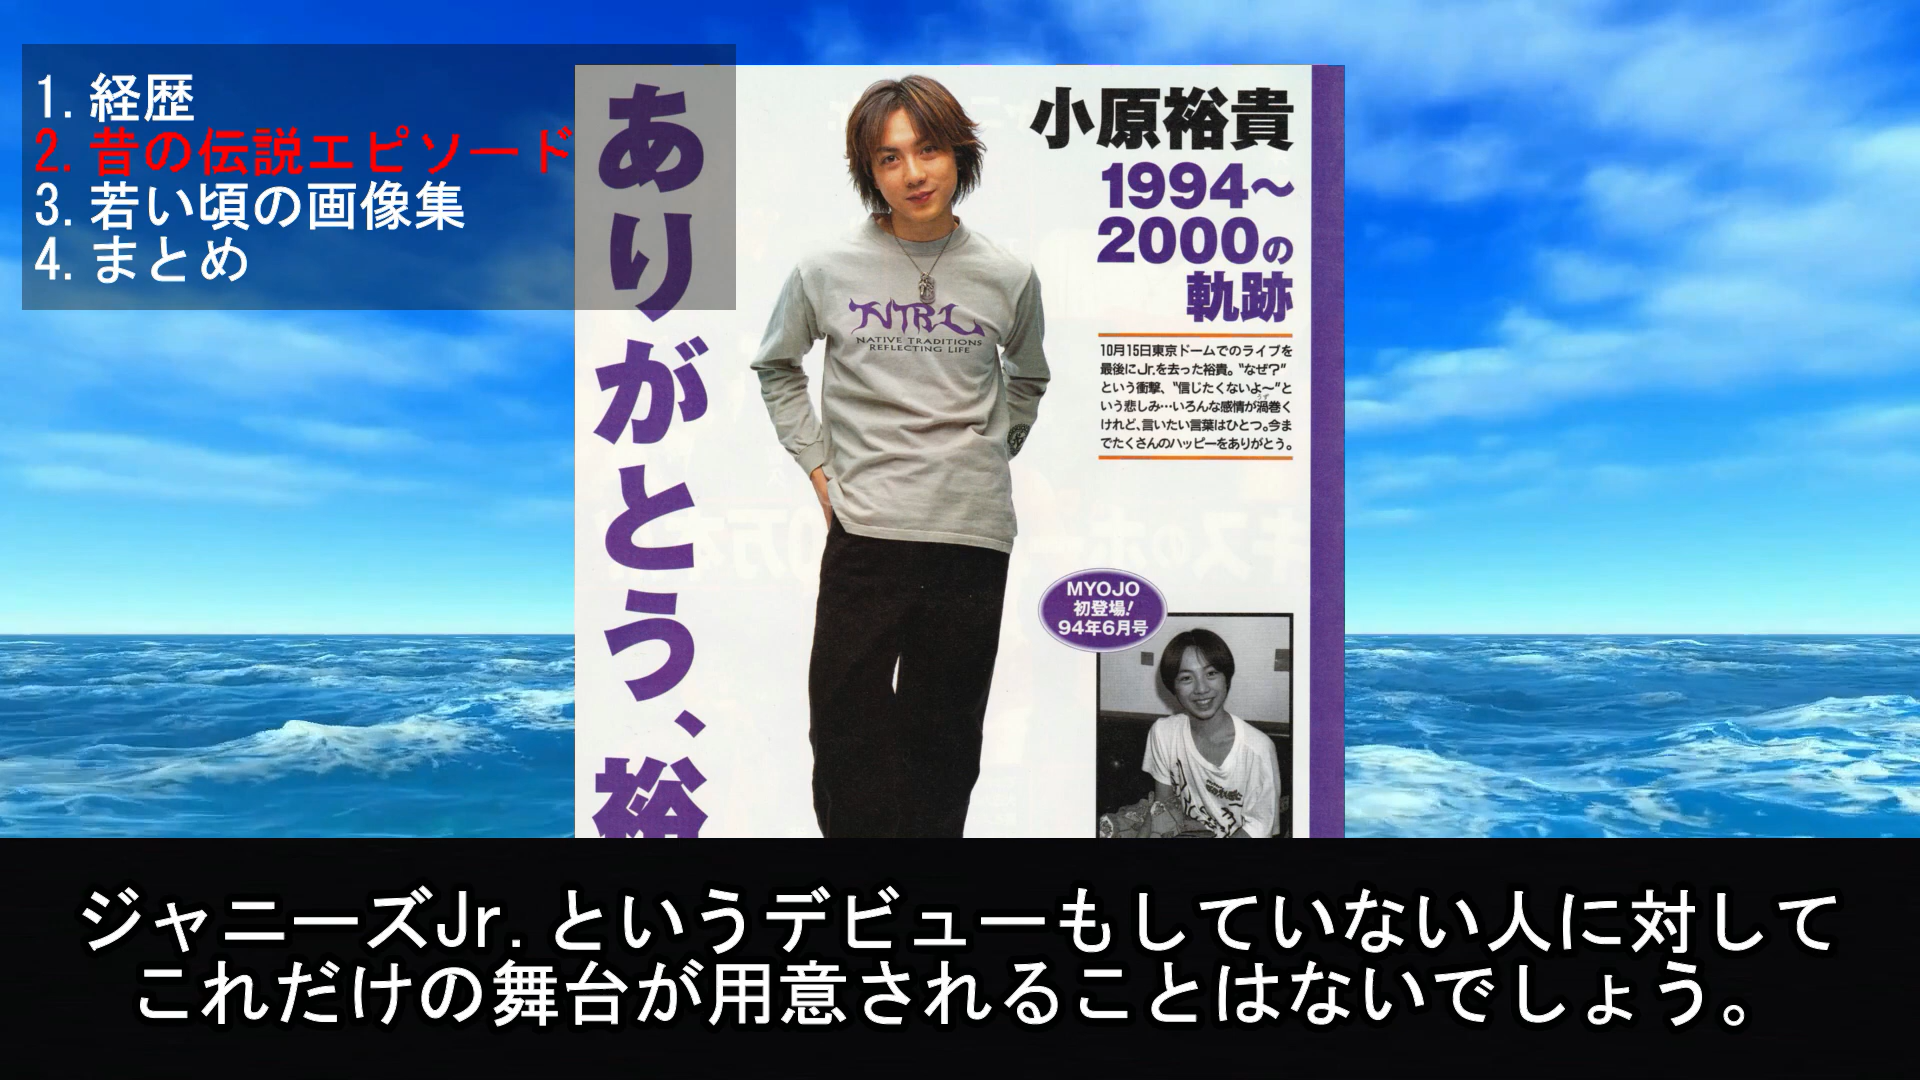 1.経歴
2.昔の伝説エピソード
3.若い頃の画像集
4.まとめ
ありがとう、裕
小原裕貴
1994～
2000の
軌跡
10月15日東京ドームでのライブを
最後にJr.を去った裕貴。“なぜ?”
という衝撃、“信じたくないよ～”と
いう悲しみ…いろんな感情が渦巻く
けれど、言いたい言葉はひとつ。今ま
でたくさんのハッピーをありがとう。
NTRL
NATIVE TRADITIONS
REFLECTING LIFE
MYOJO
初登場!
94年6月号
ジャニーズJr.というデビューもしていない人に対して
これだけの舞台が用意されることはないでしょう。